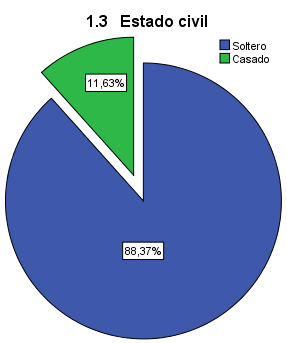 1.3 Estado civil
Soltero
Casado
11,63%
88,37%